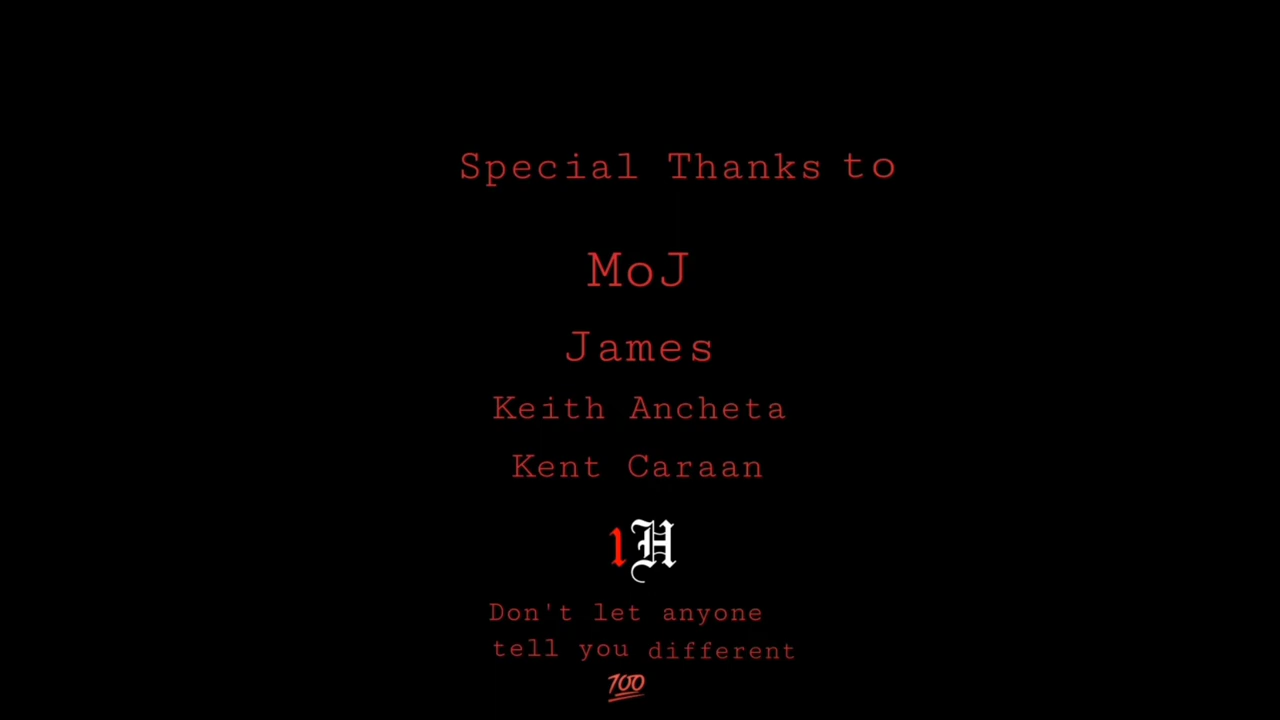 Special Thanks to
MoJ
James
Keith Ancheta
Kent Caraan
1H
Don't let anyone
tell you different
💯